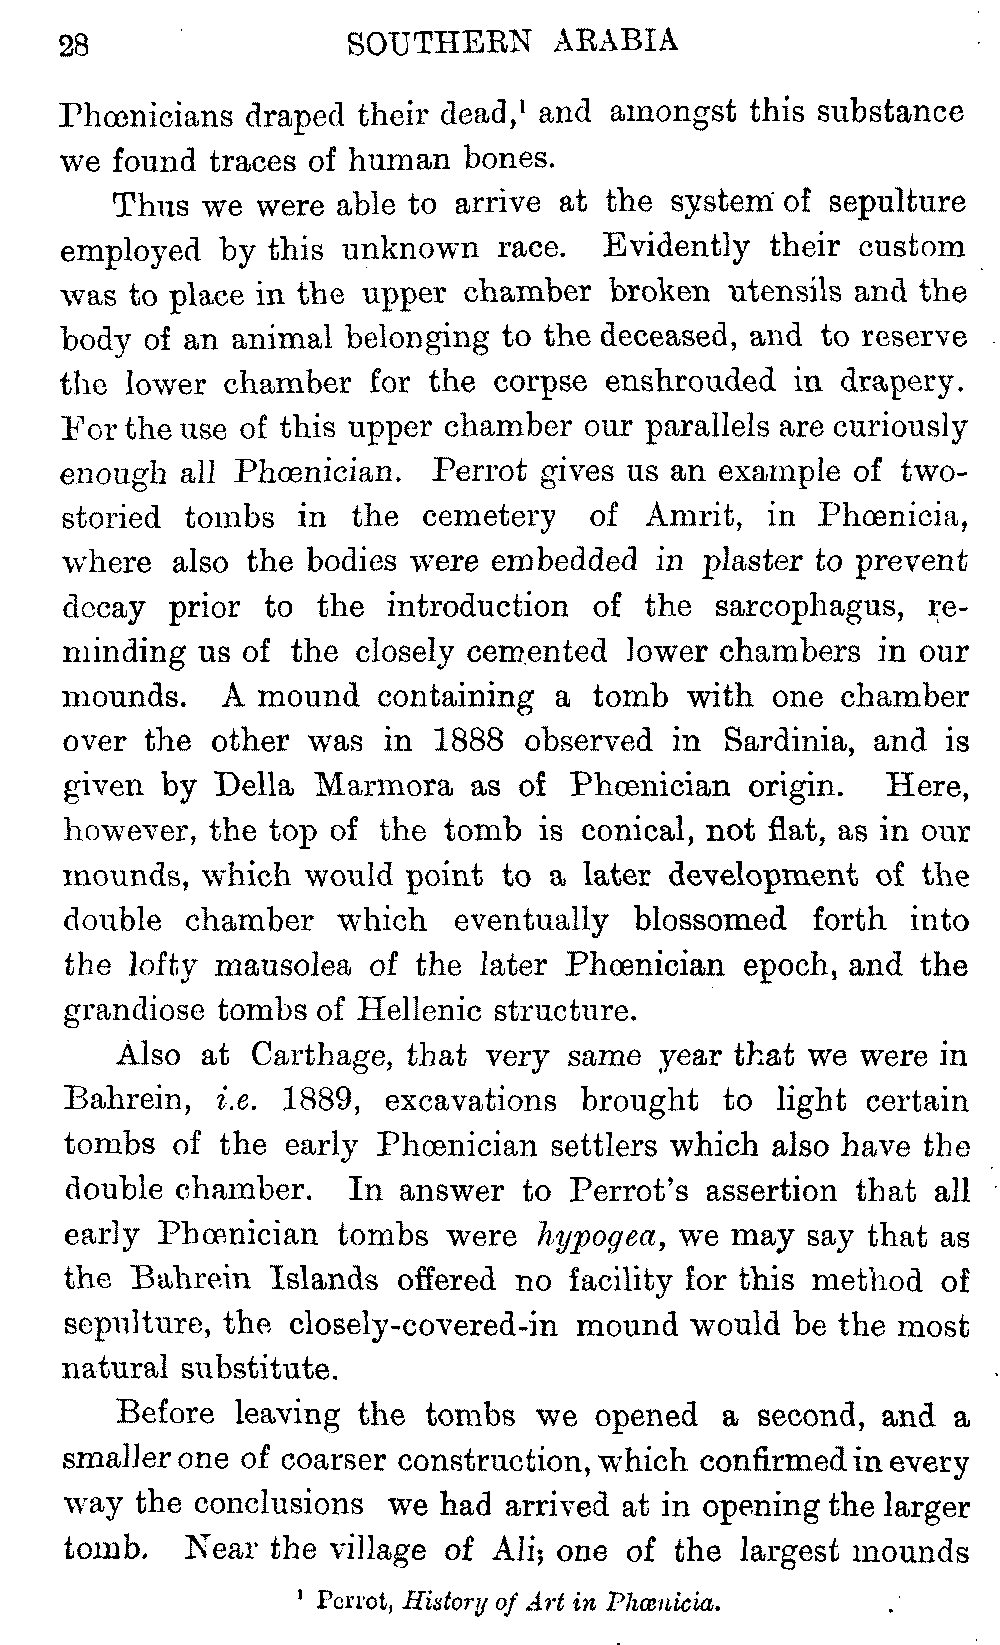 28 SOUTHERN ARABIA
Phœnicians draped their dead,¹ and amongst this substance
we found traces of human bones.
Thus we were able to arrive at the system of sepulture
employed by this unknown race. Evidently their custom
was to place in the upper chamber broken utensils and the
body of an animal belonging to the deceased, and to reserve
the lower chamber for the corpse enshrouded in drapery.
For the use of this upper chamber our parallels are curiously
enough all Phœnician. Perrot gives us an example of two-
storied tombs in the cemetery of Amrit, in Phœnicia,
where also the bodies were embedded in plaster to prevent
decay prior to the introduction of the sarcophagus, re-
minding us of the closely cemented lower chambers in our
mounds. A mound containing a tomb with one chamber
over the other was in 1888 observed in Sardinia, and is
given by Della Marmora as of Phœnician origin. Here,
however, the top of the tomb is conical, not flat, as in our
mounds, which would point to a later development of the
double chamber which eventually blossomed forth into
the lofty mausolea of the later Phœnician epoch, and the
grandiose tombs of Hellenic structure.
Also at Carthage, that very same year that we were in
Bahrein, i.e. 1889, excavations brought to light certain
tombs of the early Phœnician settlers which also have the
double chamber. In answer to Perrot's assertion that all
early Phœnician tombs were hypogea, we may say that as
the Bahrein Islands offered no facility for this method of
sepulture, the closely-covered-in mound would be the most
natural substitute.
Before leaving the tombs we opened a second, and a
smaller one of coarser construction, which confirmed in every
way the conclusions we had arrived at in opening the larger
tomb. Near the village of Ali; one of the largest mounds
¹ Perrot, History of Art in Phœnicia.